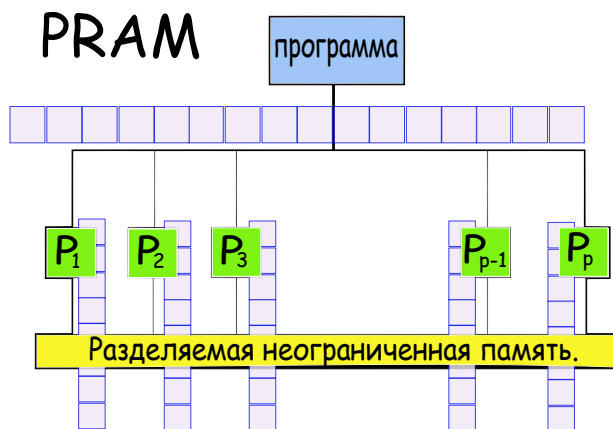 PRAM
программа
P1 P2 P3 Pp-1 Pp
Разделяемая неограниченная память.